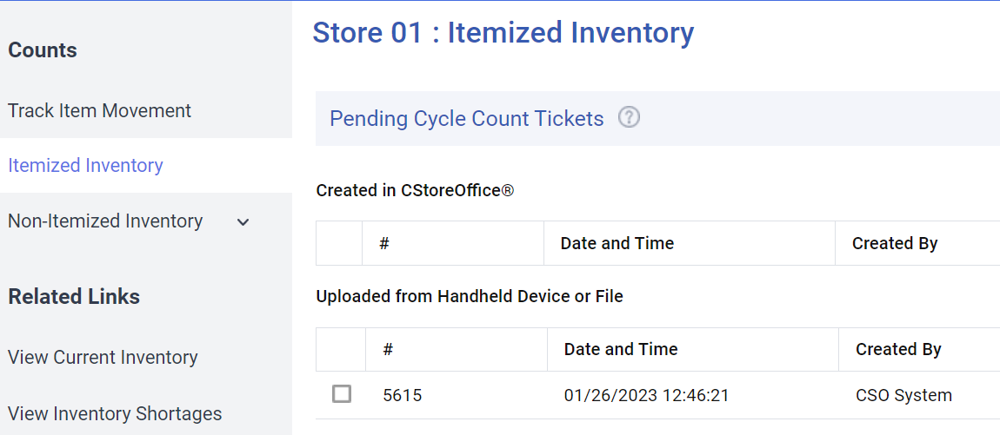 Counts
Track Item Movement
Itemized Inventory
Non-Itemized Inventory
Related Links
View Current Inventory
View Inventory Shortages
Store 01 : Itemized Inventory
Pending Cycle Count Tickets ?
Created in CStoreOffice®
# Date and Time Created By
Uploaded from Handheld Device or File
# Date and Time Created By
5615 01/26/2023 12:46:21 CSO System